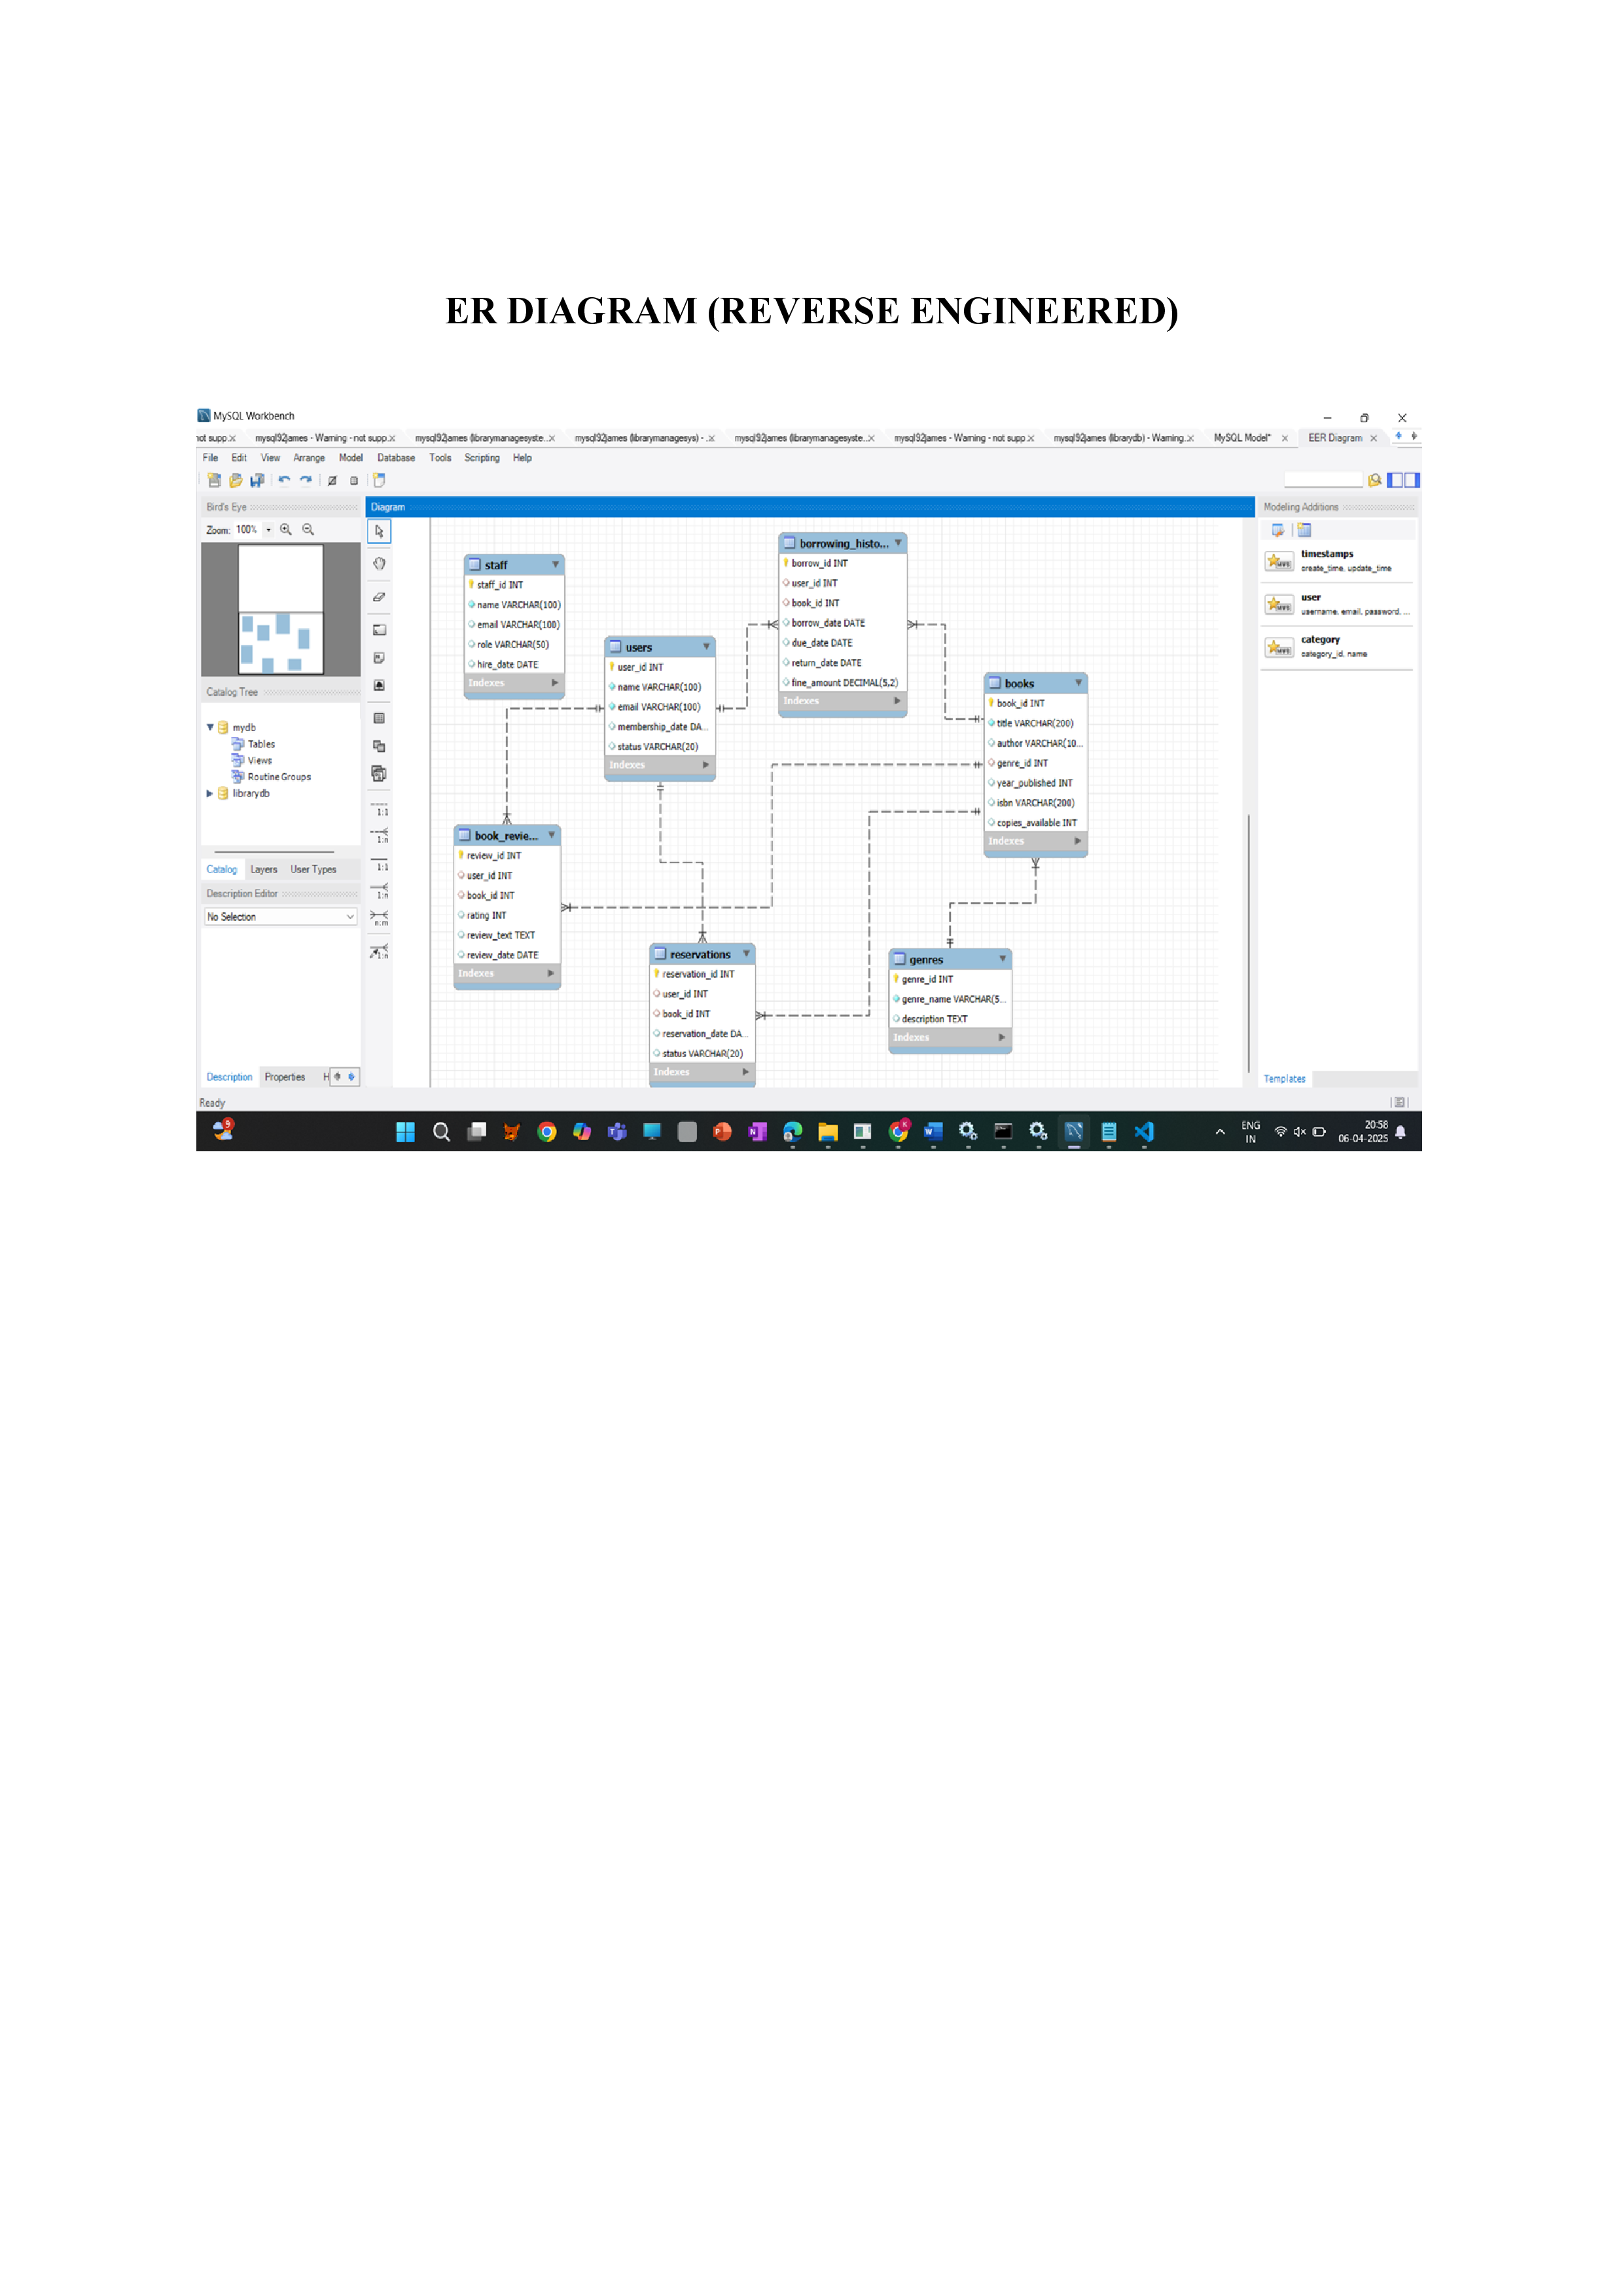 ER DIAGRAM (REVERSE ENGINEERED)
MySQL Workbench
not supp.
mysql92james - Warning - not supp.
mysql92james (librarymanagesyste...
mysql92james (librarymanagesys) -
mysql92james (librarymanagesyste...
mysql92james - Warning - not supp.
mysql92james (librarydb) - Warning.
MySQL Model*
EER Diagram
File Edit View Arrange Model Database Tools Scripting Help
Bird's Eye
Zoom: 100%
Catalog Tree
mydb
Tables
Views
Routine Groups
librarydb
Catalog Layers User Types
Description Editor
No Selection
Description Properties H
Ready
Diagram
1:1
1:n
1:1
1:n
n:m
1:n
staff
staff_id INT
name VARCHAR(100)
email VARCHAR(100)
role VARCHAR(50)
hire_date DATE
Indexes
users
user_id INT
name VARCHAR(100)
email VARCHAR(100)
membership_date DA...
status VARCHAR(20)
Indexes
borrowing_histo...
borrow_id INT
user_id INT
book_id INT
borrow_date DATE
due_date DATE
return_date DATE
fine_amount DECIMAL(5,2)
Indexes
books
book_id INT
title VARCHAR(200)
author VARCHAR(10...
genre_id INT
year_published INT
isbn VARCHAR(200)
copies_available INT
Indexes
book_revie...
review_id INT
user_id INT
book_id INT
rating INT
review_text TEXT
review_date DATE
Indexes
reservations
reservation_id INT
user_id INT
book_id INT
reservation_date DA...
status VARCHAR(20)
Indexes
genres
genre_id INT
genre_name VARCHAR(5...
description TEXT
Indexes
Modeling Additions
timestamps
create_time, update_time
user
username, email, password, ...
category
category_id, name
Templates
9
ENG
IN
20:58
06-04-2025